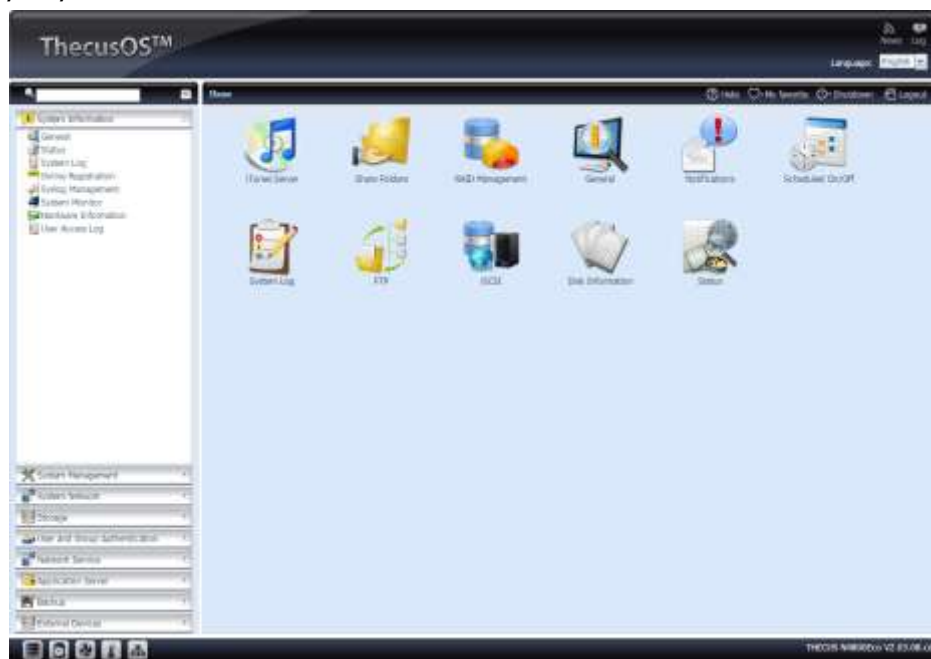 ThecusOS™
News Log
Language: English
Home
Help My favorite Shutdown Logout
System Information
General
Status
System Log
Online Registration
Syslog Management
System Monitor
Hardware Information
User Access Log
iTunes Server Share Folders RAID Management General Notifications Scheduled On/Off
System Log FTP iSCSI Disk Information Status
System Management
System Network
Storage
User and Group Authentication
Network Service
Application Server
Backup
External Devices